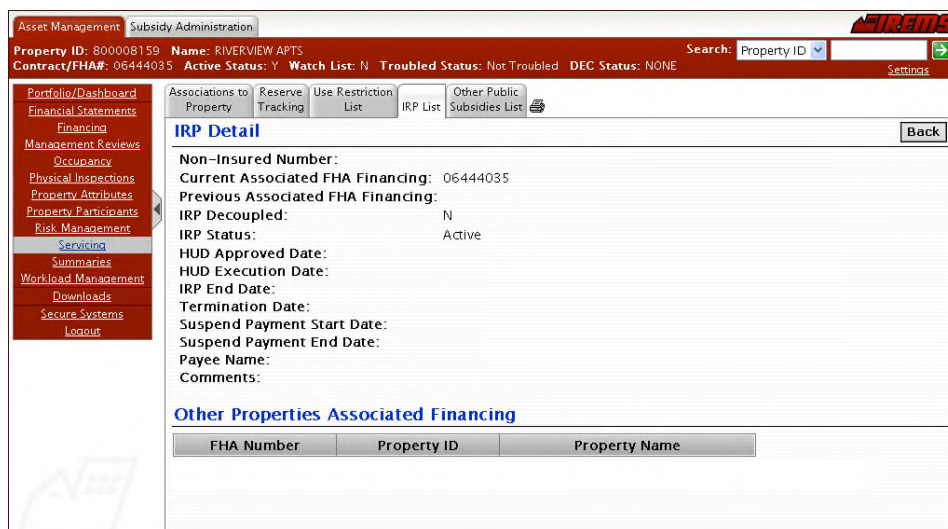 Asset Management Subsidy Administration
iREMS
Property ID: 800008159 Name: RIVERVIEW APTS Search: Property ID
Contract/FHA#: 06444035 Active Status: Y Watch List: N Troubled Status: Not Troubled DEC Status: NONE
Settings
Portfolio/Dashboard
Financial Statements
Financing
Management Reviews
Occupancy
Physical Inspections
Property Attributes
Property Participants
Risk Management
Servicing
Summaries
Workload Management
Downloads
Secure Systems
Logout
Associations to Property
Reserve Tracking
Use Restriction List
IRP List
Other Public Subsidies List
IRP Detail
Back
Non-Insured Number:
Current Associated FHA Financing: 06444035
Previous Associated FHA Financing:
IRP Decoupled: N
IRP Status: Active
HUD Approved Date:
HUD Execution Date:
IRP End Date:
Termination Date:
Suspend Payment Start Date:
Suspend Payment End Date:
Payee Name:
Comments:
Other Properties Associated Financing
FHA Number Property ID Property Name